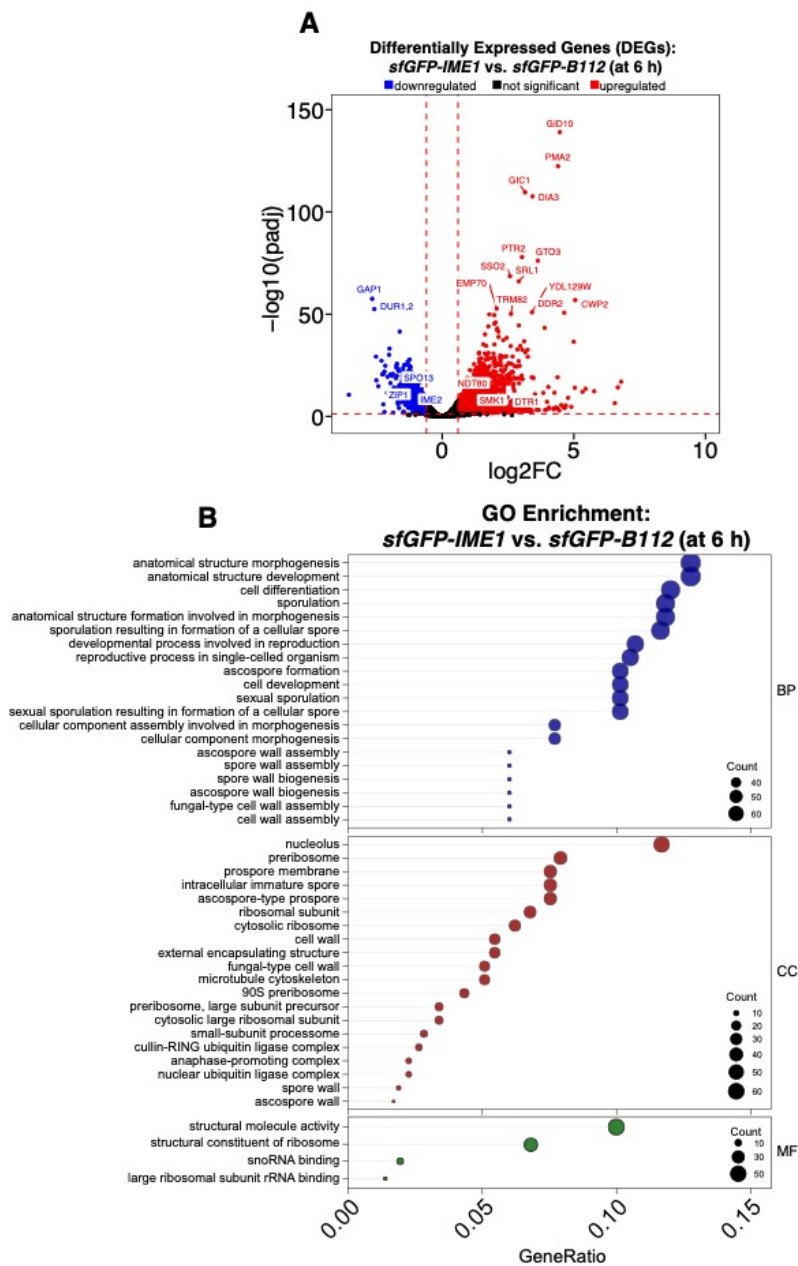 A
Differentially Expressed Genes (DEGs):
sfGFP-IME1 vs. sfGFP-B112 (at 6 h)
downregulated not significant upregulated
150
100
50
0
−log10(padj)
GID10
PMA2
GIC1
DIA3
PTR2
GTO3
SSO2
SRL1
EMP70
YDL129W
GAP1
TRM82
DDR2
CWP2
DUR1,2
SPO13
NDT80
ZIP1
IME2
SMK1
DTR1
0 5 10
log2FC
B
GO Enrichment:
sfGFP-IME1 vs. sfGFP-B112 (at 6 h)
anatomical structure morphogenesis
anatomical structure development
cell differentiation
sporulation
anatomical structure formation involved in morphogenesis
sporulation resulting in formation of a cellular spore
developmental process involved in reproduction
reproductive process in single-celled organism
ascospore formation
cell development
sexual sporulation
sexual sporulation resulting in formation of a cellular spore
cellular component assembly involved in morphogenesis
cellular component morphogenesis
ascospore wall assembly
spore wall assembly
spore wall biogenesis
ascospore wall biogenesis
fungal-type cell wall assembly
cell wall assembly
BP
Count
40
50
60
nucleolus
preribosome
prospore membrane
intracellular immature spore
ascospore-type prospore
ribosomal subunit
cytosolic ribosome
cell wall
external encapsulating structure
fungal-type cell wall
microtubule cytoskeleton
90S preribosome
preribosome, large subunit precursor
cytosolic large ribosomal subunit
small-subunit processome
cullin-RING ubiquitin ligase complex
anaphase-promoting complex
nuclear ubiquitin ligase complex
spore wall
ascospore wall
CC
Count
10
20
30
40
50
60
structural molecule activity
structural constituent of ribosome
snoRNA binding
large ribosomal subunit rRNA binding
MF
Count
10
30
50
0.00 0.05 0.10 0.15
GeneRatio